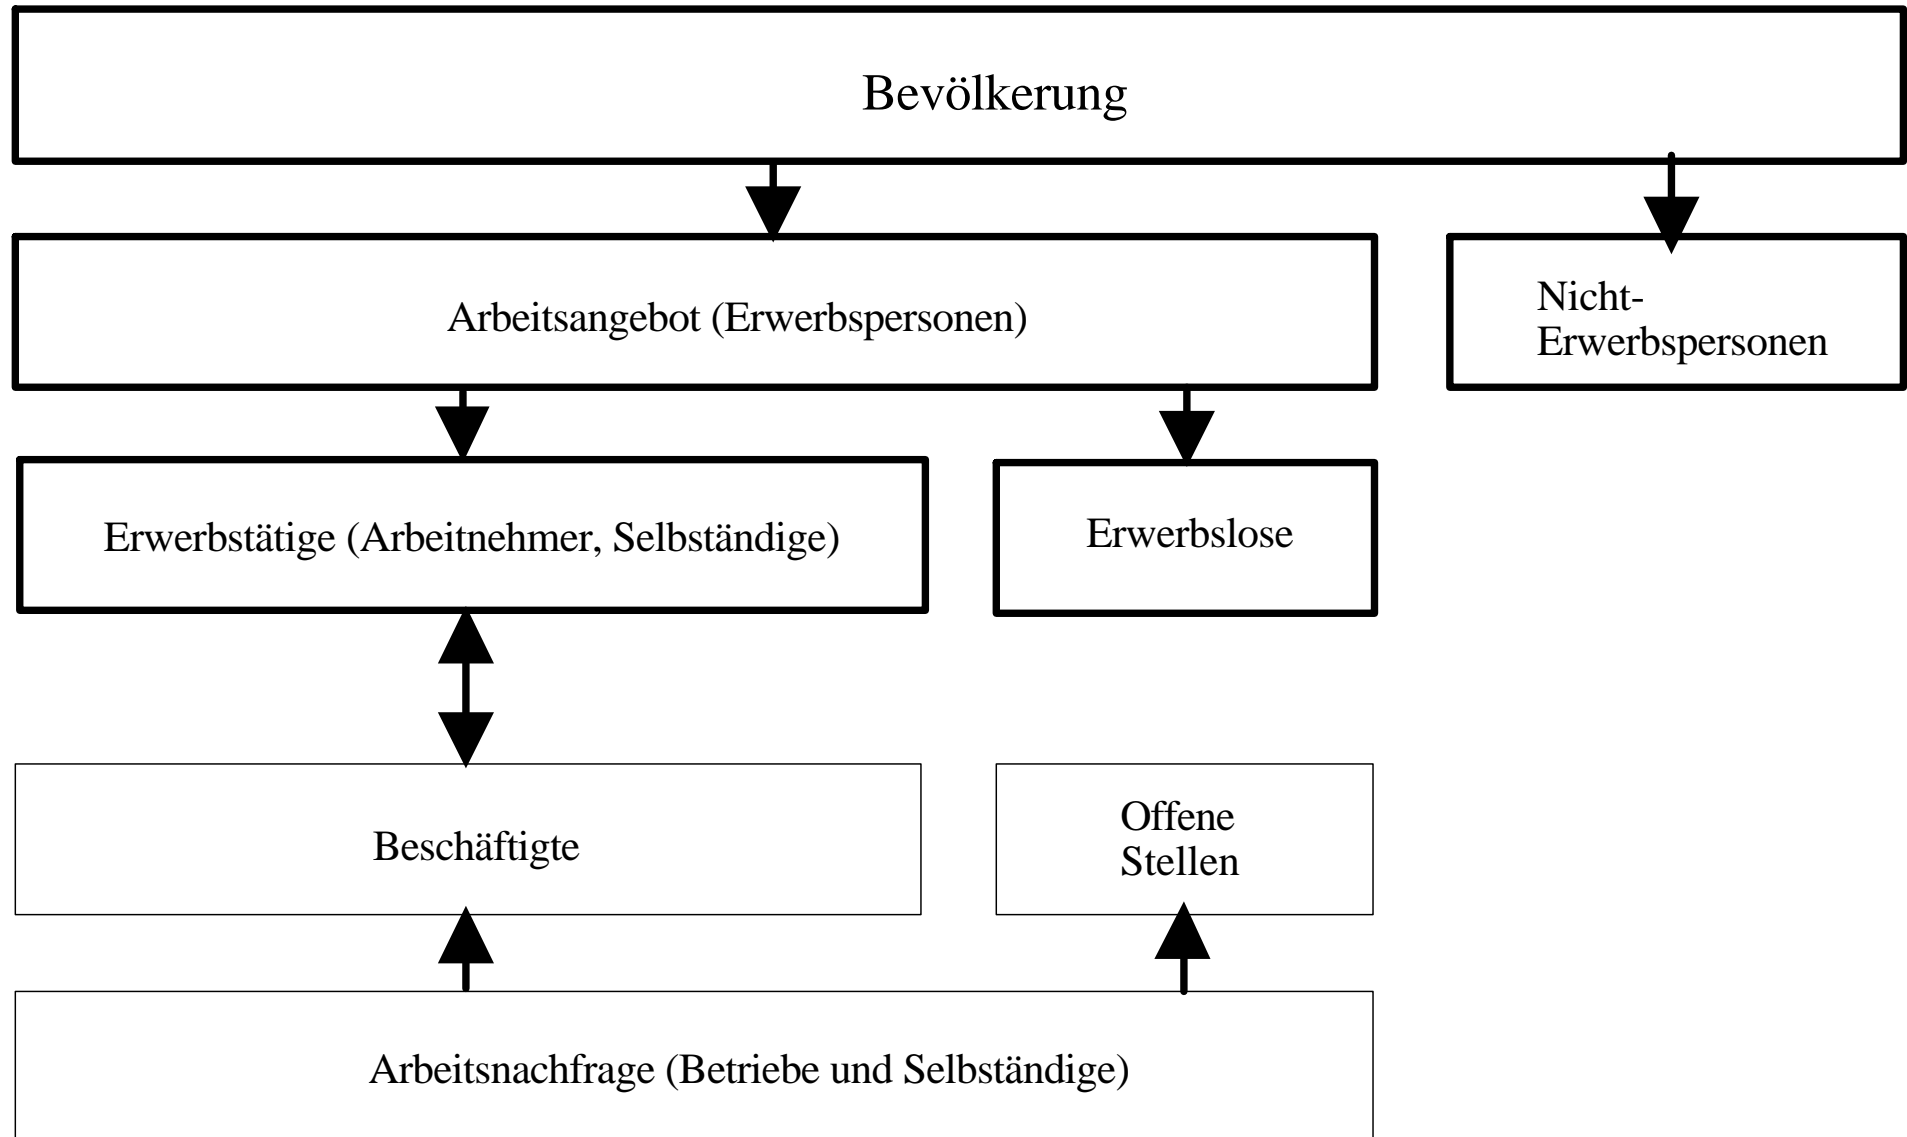 Bevölkerung
Arbeitsangebot (Erwerbspersonen)
Nicht-
Erwerbspersonen
Erwerbstätige (Arbeitnehmer, Selbständige)
Erwerbslose
Beschäftigte
Offene
Stellen
Arbeitsnachfrage (Betriebe und Selbständige)